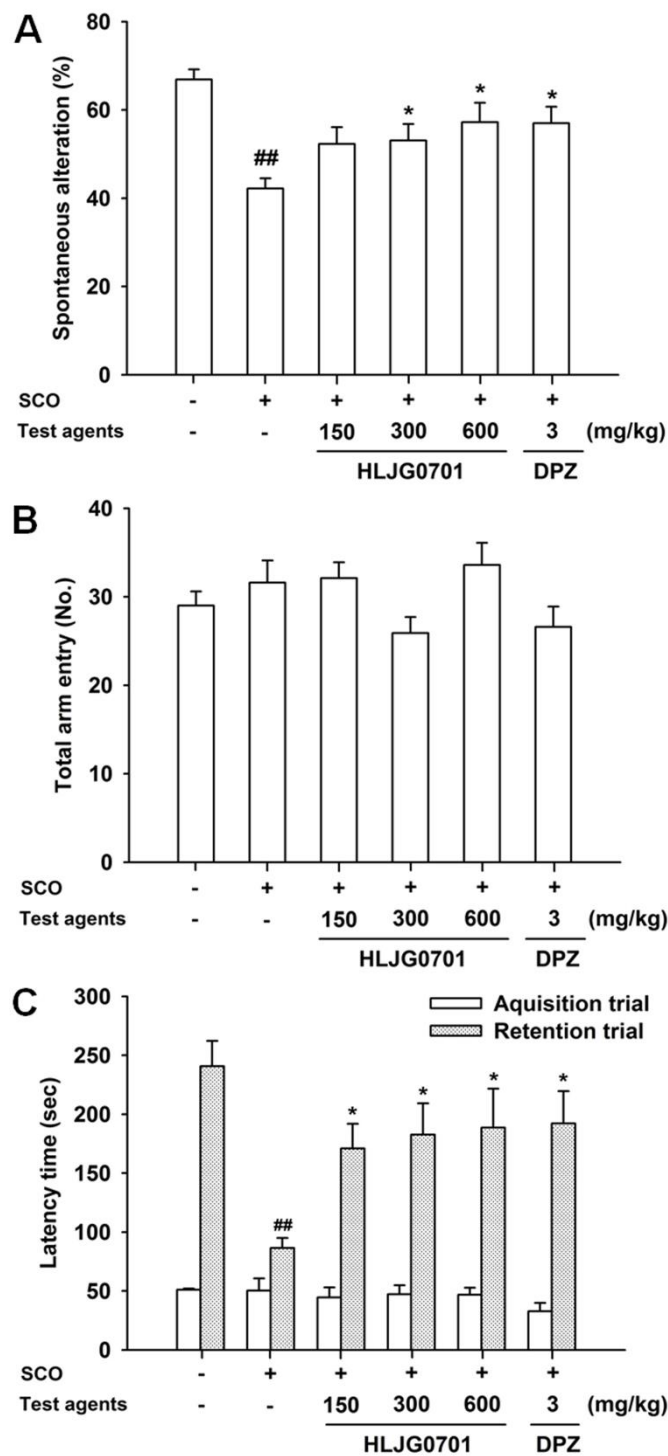 A
Spontaneous alteration (%)
80
60
40
20
0
##
* * *
SCO - + + + + +
Test agents - - 150 300 600 3 (mg/kg)
HLJG0701 DPZ
B
Total arm entry (No.)
40
30
20
10
0
SCO - + + + + +
Test agents - - 150 300 600 3 (mg/kg)
HLJG0701 DPZ
C
Latency time (sec)
300
250
200
150
100
50
0
Aquisition trial
Retention trial
##
* * * *
SCO - + + + + +
Test agents - - 150 300 600 3 (mg/kg)
HLJG0701 DPZ